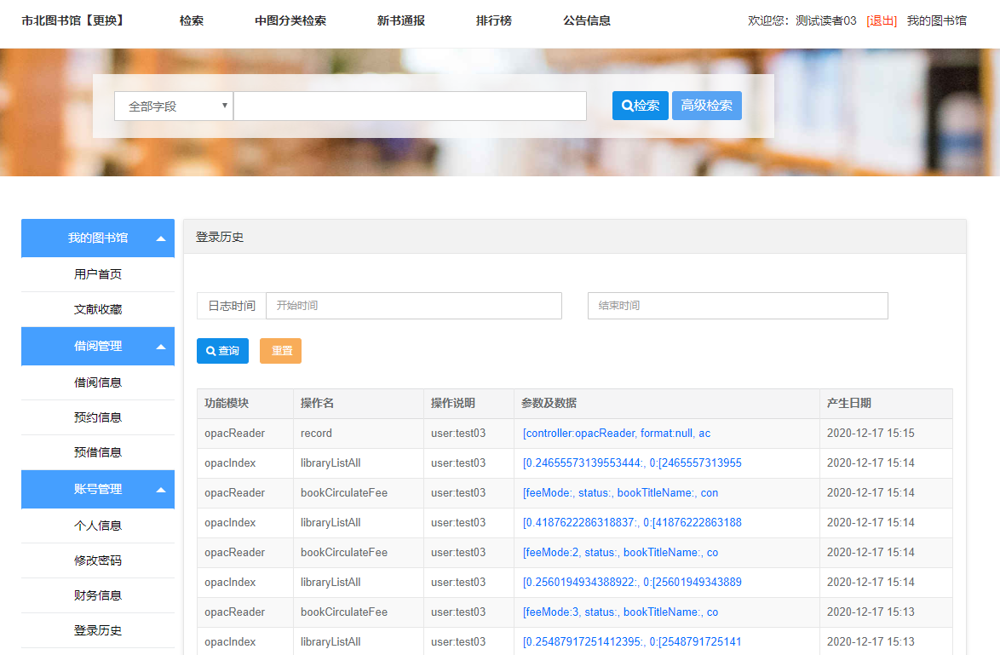 市北图书馆【更换】 检索 中图分类检索 新书通报 排行榜 公告信息 欢迎您：测试读者03 [退出] 我的图书馆
全部字段 检索 高级检索
我的图书馆
用户首页
文献收藏
借阅管理
借阅信息
预约信息
预借信息
账号管理
个人信息
修改密码
财务信息
登录历史
登录历史
日志时间 开始时间 结束时间
查询 重置
功能模块 操作名 操作说明 参数及数据 产生日期
opacReader record user:test03 [controller:opacReader, format:null, ac 2020-12-17 15:15
opacIndex libraryListAll user:test03 [0.24655573139553444:, 0:[2465557313955 2020-12-17 15:14
opacReader bookCirculateFee user:test03 [feeMode:, status:, bookTitleName:, con 2020-12-17 15:14
opacIndex libraryListAll user:test03 [0.4187622286318837:, 0:[41876222863188 2020-12-17 15:14
opacReader bookCirculateFee user:test03 [feeMode:2, status:, bookTitleName:, co 2020-12-17 15:14
opacIndex libraryListAll user:test03 [0.2560194934388922:, 0:[25601949343889 2020-12-17 15:14
opacReader bookCirculateFee user:test03 [feeMode:3, status:, bookTitleName:, co 2020-12-17 15:13
opacIndex libraryListAll user:test03 [0.25487917251412395:, 0:[2548791725141 2020-12-17 15:13